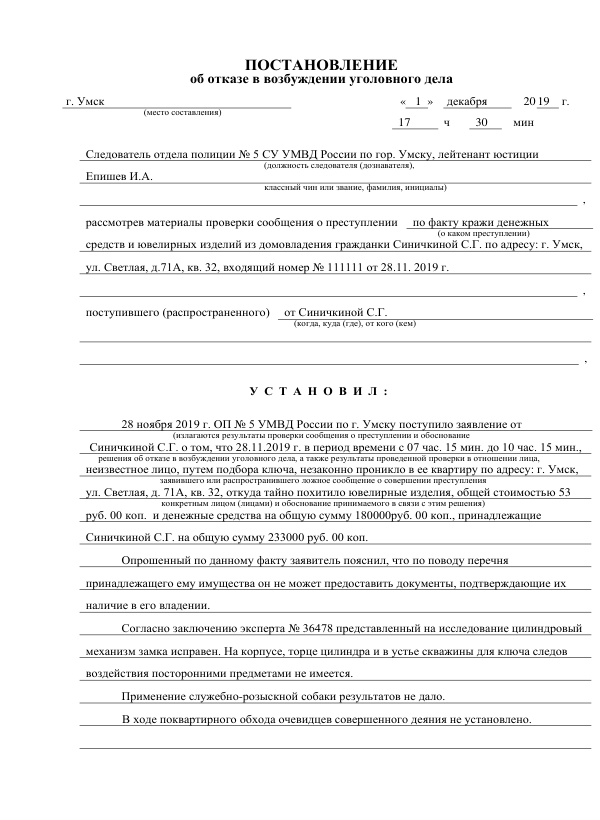 ПОСТАНОВЛЕНИЕ
об отказе в возбуждении уголовного дела
г. Умск « 1 » декабря 2019 г.
(место составления)
17 ч 30 мин
Следователь отдела полиции № 5 СУ УМВД России по гор. Умску, лейтенант юстиции
(должность следователя (дознавателя),
Епишев И.А.
классный чин или звание, фамилия, инициалы)
,
рассмотрев материалы проверки сообщения о преступлении по факту кражи денежных
(о каком преступлении)
средств и ювелирных изделий из домовладения гражданки Синичкиной С.Г. по адресу: г. Умск,
ул. Светлая, д.71А, кв. 32, входящий номер № 111111 от 28.11. 2019 г.
,
поступившего (распространенного) от Синичкиной С.Г.
(когда, куда (где), от кого (кем)
,
У С Т А Н О В И Л :
28 ноября 2019 г. ОП № 5 УМВД России по г. Умску поступило заявление от
(излагаются результаты проверки сообщения о преступлении и обоснование
Синичкиной С.Г. о том, что 28.11.2019 г. в период времени с 07 час. 15 мин. до 10 час. 15 мин.,
решения об отказе в возбуждении уголовного дела, а также результаты проведенной проверки в отношении лица,
неизвестное лицо, путем подбора ключа, незаконно проникло в ее квартиру по адресу: г. Умск,
заявившего или распространившего ложное сообщение о совершении преступления
ул. Светлая, д. 71А, кв. 32, откуда тайно похитило ювелирные изделия, общей стоимостью 53
конкретным лицом (лицами) и обоснование принимаемого в связи с этим решения)
руб. 00 коп. и денежные средства на общую сумму 180000руб. 00 коп., принадлежащие
Синичкиной С.Г. на общую сумму 233000 руб. 00 коп.
Опрошенный по данному факту заявитель пояснил, что по поводу перечня
принадлежащего ему имущества он не может предоставить документы, подтверждающие их
наличие в его владении.
Согласно заключению эксперта № 36478 представленный на исследование цилиндровый
механизм замка исправен. На корпусе, торце цилиндра и в устье скважины для ключа следов
воздействия посторонними предметами не имеется.
Применение служебно-розыскной собаки результатов не дало.
В ходе поквартирного обхода очевидцев совершенного деяния не установлено.